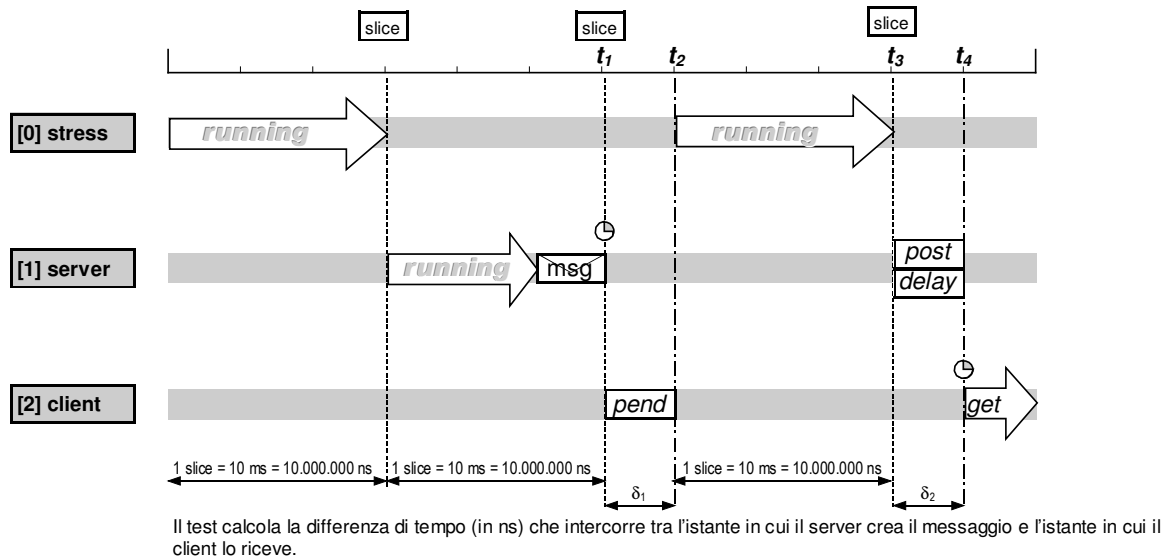 slice slice slice
t1 t2 t3 t4
[0] stress running running
[1] server running msg post
delay
[2] client pend get
1 slice = 10 ms = 10.000.000 ns 1 slice = 10 ms = 10.000.000 ns 1 slice = 10 ms = 10.000.000 ns
δ1 δ2
Il test calcola la differenza di tempo (in ns) che intercorre tra l'istante in cui il server crea il messaggio e l'istante in cui il
client lo riceve.